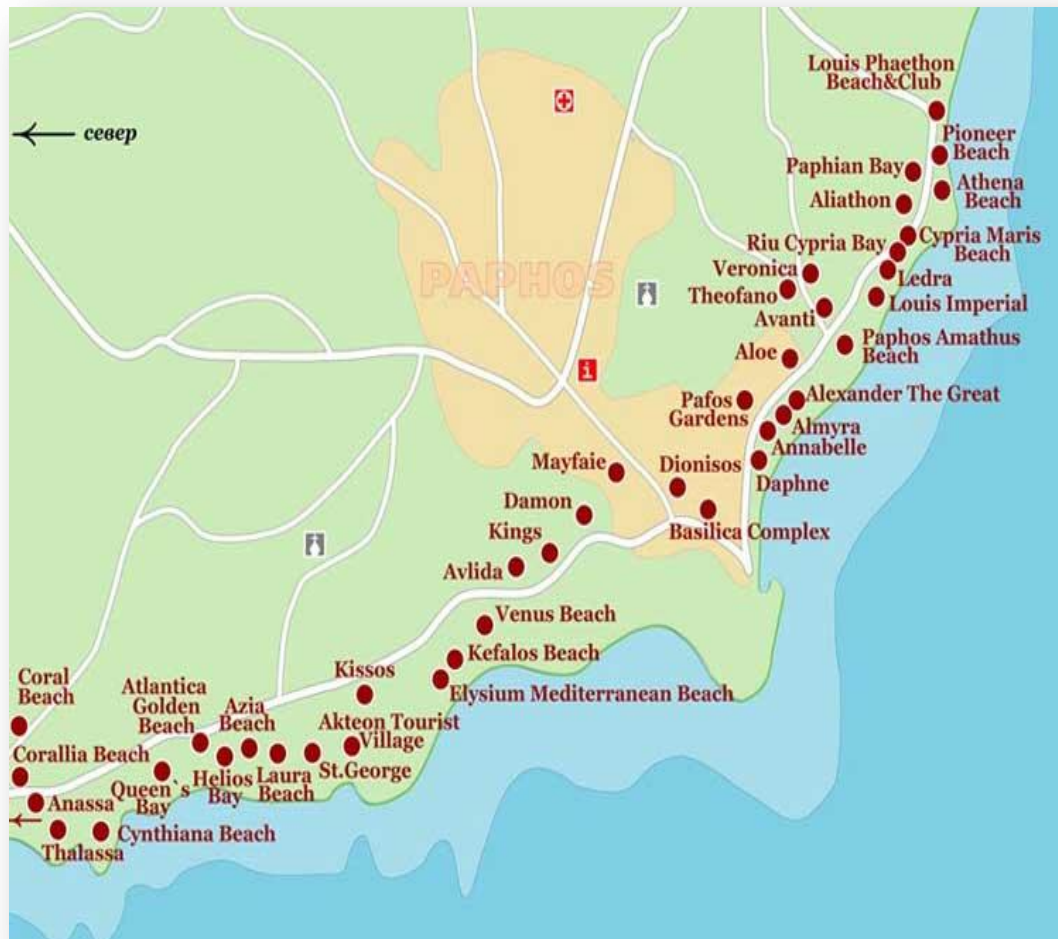 Louis Phaethon
Beach&Club
север
Pioneer
Beach
Paphian Bay
Athena
Beach
Aliathon
Cypria Maris
Beach
Riu Cypria Bay
Veronica
Ledra
PAPHOS
Theofano
Louis Imperial
Avanti
Paphos Amathus
Beach
Aloe
i
Pafos
Gardens
Alexander The Great
Almyra
Annabelle
Mayfaie
Dionisos
Daphne
Damon
Basilica Complex
Kings
Avlida
Venus Beach
Kefalos Beach
Kissos
Elysium Mediterranean Beach
Coral
Beach
Atlantica
Golden
Beach
Azia
Beach
Akteon Tourist
Village
Corallia Beach
St.George
Queen`s
Bay
Helios
Bay
Laura
Beach
Anassa
Cynthiana Beach
Thalassa